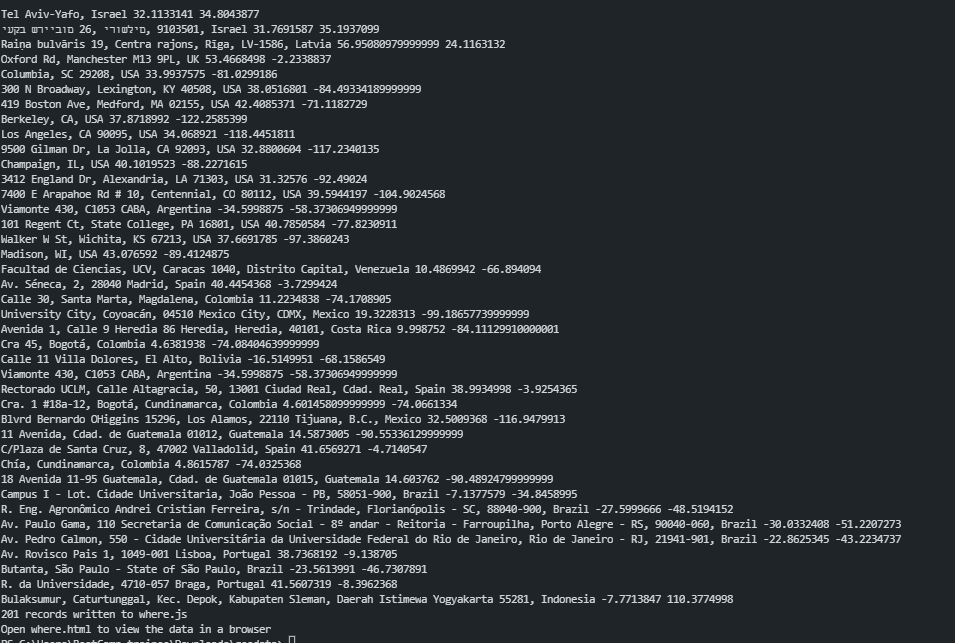 Tel Aviv-Yafo, Israel 32.1133141 34.8043877
יעקב שרייבום 26, ירושלים, 9103501, Israel 31.7691587 35.1937099
Raiņa bulvāris 19, Centra rajons, Rīga, LV-1586, Latvia 56.95080979999999 24.1163132
Oxford Rd, Manchester M13 9PL, UK 53.4668498 -2.2338837
Columbia, SC 29208, USA 33.9937575 -81.0299186
300 N Broadway, Lexington, KY 40508, USA 38.0516801 -84.49334189999999
419 Boston Ave, Medford, MA 02155, USA 42.4085371 -71.1182729
Berkeley, CA, USA 37.8718992 -122.2585399
Los Angeles, CA 90095, USA 34.068921 -118.4451811
9500 Gilman Dr, La Jolla, CA 92093, USA 32.8800604 -117.2340135
Champaign, IL, USA 40.1019523 -88.2271615
3412 England Dr, Alexandria, LA 71303, USA 31.32576 -92.49024
7400 E Arapahoe Rd # 10, Centennial, CO 80112, USA 39.5944197 -104.9024568
Viamonte 430, C1053 CABA, Argentina -34.5998875 -58.37306949999999
101 Regent Ct, State College, PA 16801, USA 40.7850584 -77.8230911
Walker W St, Wichita, KS 67213, USA 37.6691785 -97.3860243
Madison, WI, USA 43.076592 -89.4124875
Facultad de Ciencias, UCV, Caracas 1040, Distrito Capital, Venezuela 10.4869942 -66.894094
Av. Séneca, 2, 28040 Madrid, Spain 40.4454368 -3.7299424
Calle 30, Santa Marta, Magdalena, Colombia 11.2234838 -74.1708905
University City, Coyoacán, 04510 Mexico City, CDMX, Mexico 19.3228313 -99.18657739999999
Avenida 1, Calle 9 Heredia 86 Heredia, Heredia, 40101, Costa Rica 9.998752 -84.11129910000001
Cra 45, Bogotá, Colombia 4.6381938 -74.08404639999999
Calle 11 Villa Dolores, El Alto, Bolivia -16.5149951 -68.1586549
Viamonte 430, C1053 CABA, Argentina -34.5998875 -58.37306949999999
Rectorado UCLM, Calle Altagracia, 50, 13001 Ciudad Real, Cdad. Real, Spain 38.9934998 -3.9254365
Cra. 1 #18a-12, Bogotá, Cundinamarca, Colombia 4.601458099999999 -74.0661334
Blvrd Bernardo OHiggins 15296, Los Alamos, 22110 Tijuana, B.C., Mexico 32.5009368 -116.9479913
11 Avenida, Cdad. de Guatemala 01012, Guatemala 14.5873005 -90.55336129999999
C/Plaza de Santa Cruz, 8, 47002 Valladolid, Spain 41.6569271 -4.7140547
Chía, Cundinamarca, Colombia 4.8615787 -74.0325368
18 Avenida 11-95 Guatemala, Cdad. de Guatemala 01015, Guatemala 14.603762 -90.48924799999999
Campus I - Lot. Cidade Universitaria, João Pessoa - PB, 58051-900, Brazil -7.1377579 -34.8458995
R. Eng. Agronômico Andrei Cristian Ferreira, s/n - Trindade, Florianópolis - SC, 88040-900, Brazil -27.5999666 -48.5194152
Av. Paulo Gama, 110 Secretaria de Comunicação Social - 8º andar - Reitoria - Farroupilha, Porto Alegre - RS, 90040-060, Brazil -30.0332408 -51.2207273
Av. Pedro Calmon, 550 - Cidade Universitária da Universidade Federal do Rio de Janeiro, Rio de Janeiro - RJ, 21941-901, Brazil -22.8625345 -43.2234737
Av. Rovisco Pais 1, 1049-001 Lisboa, Portugal 38.7368192 -9.138705
Butanta, São Paulo - State of São Paulo, Brazil -23.5613991 -46.7307891
R. da Universidade, 4710-057 Braga, Portugal 41.5607319 -8.3962368
Bulaksumur, Caturtunggal, Kec. Depok, Kabupaten Sleman, Daerah Istimewa Yogyakarta 55281, Indonesia -7.7713847 110.3774998
201 records written to where.js
Open where.html to view the data in a browser